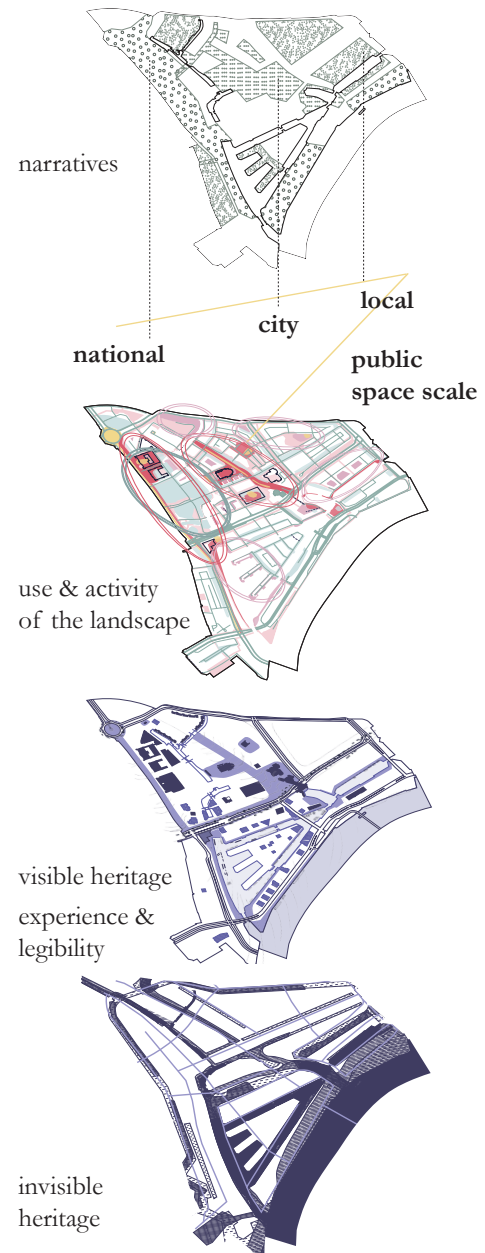 narratives
local
city
national
public
space scale
use & activity
of the landscape
visible heritage
experience &
legibility
invisible
heritage